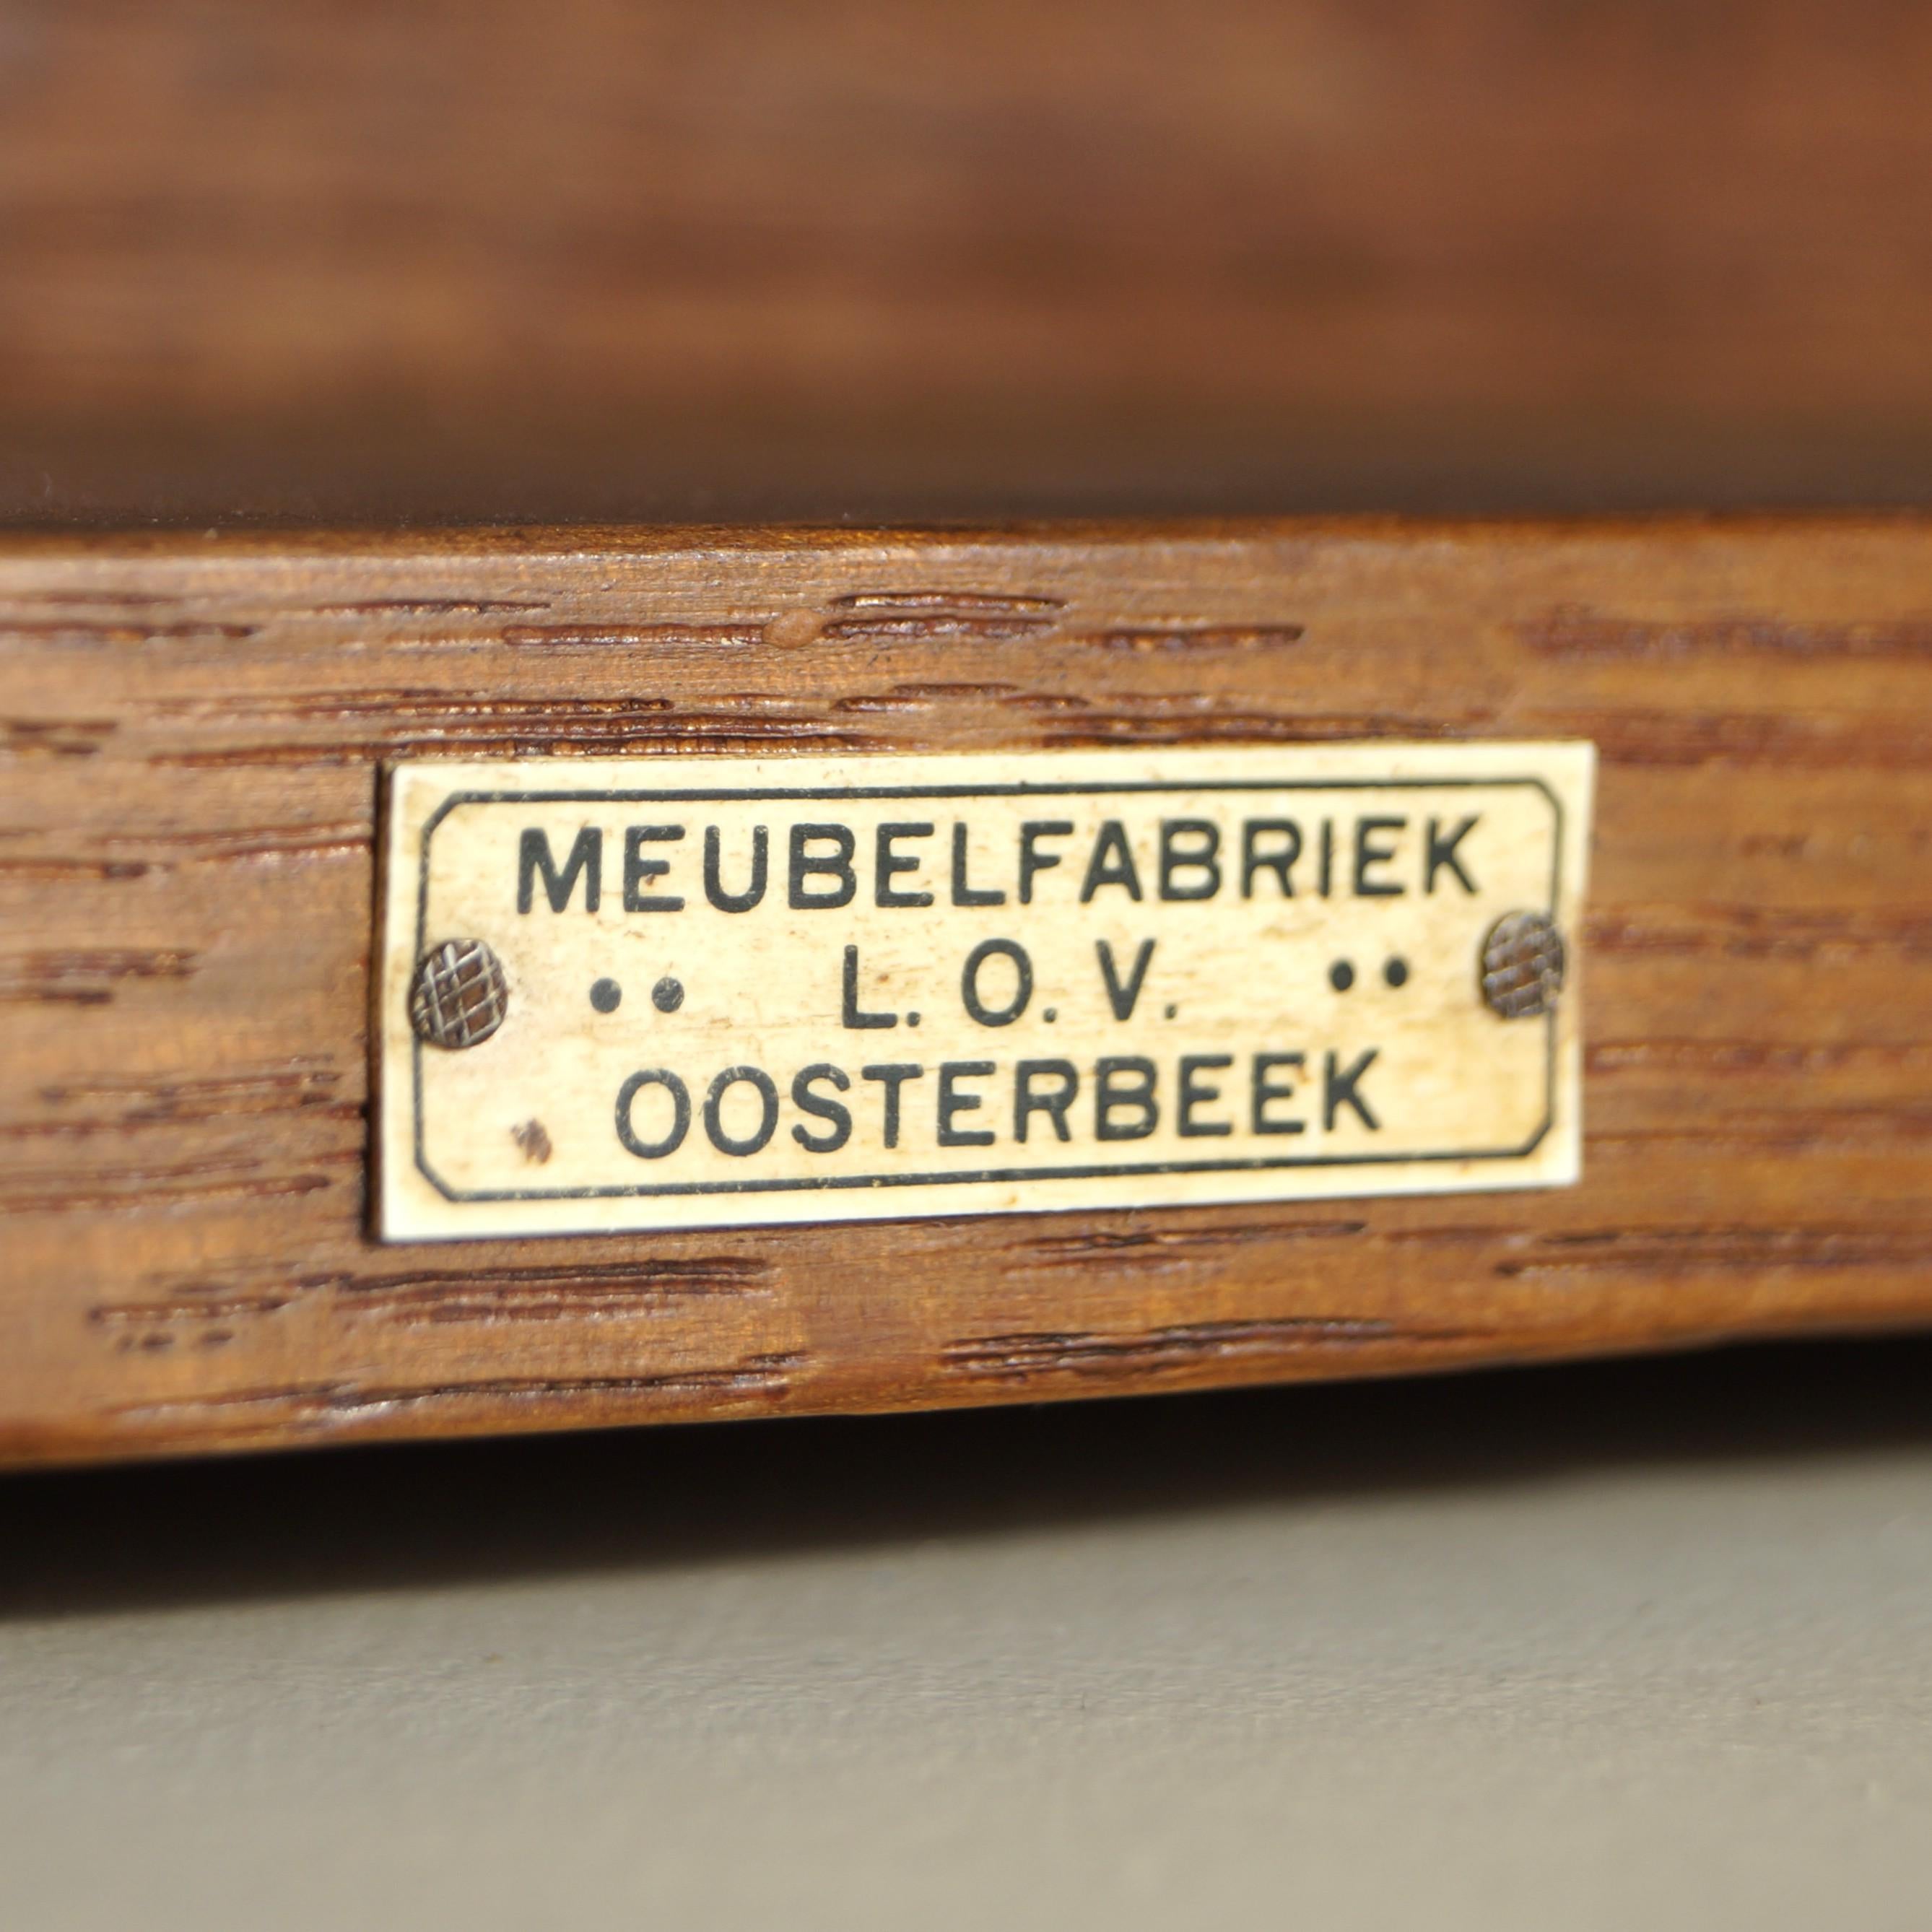 MEUBELFABRIEK
•• L. O. V. ••
OOSTERBEEK